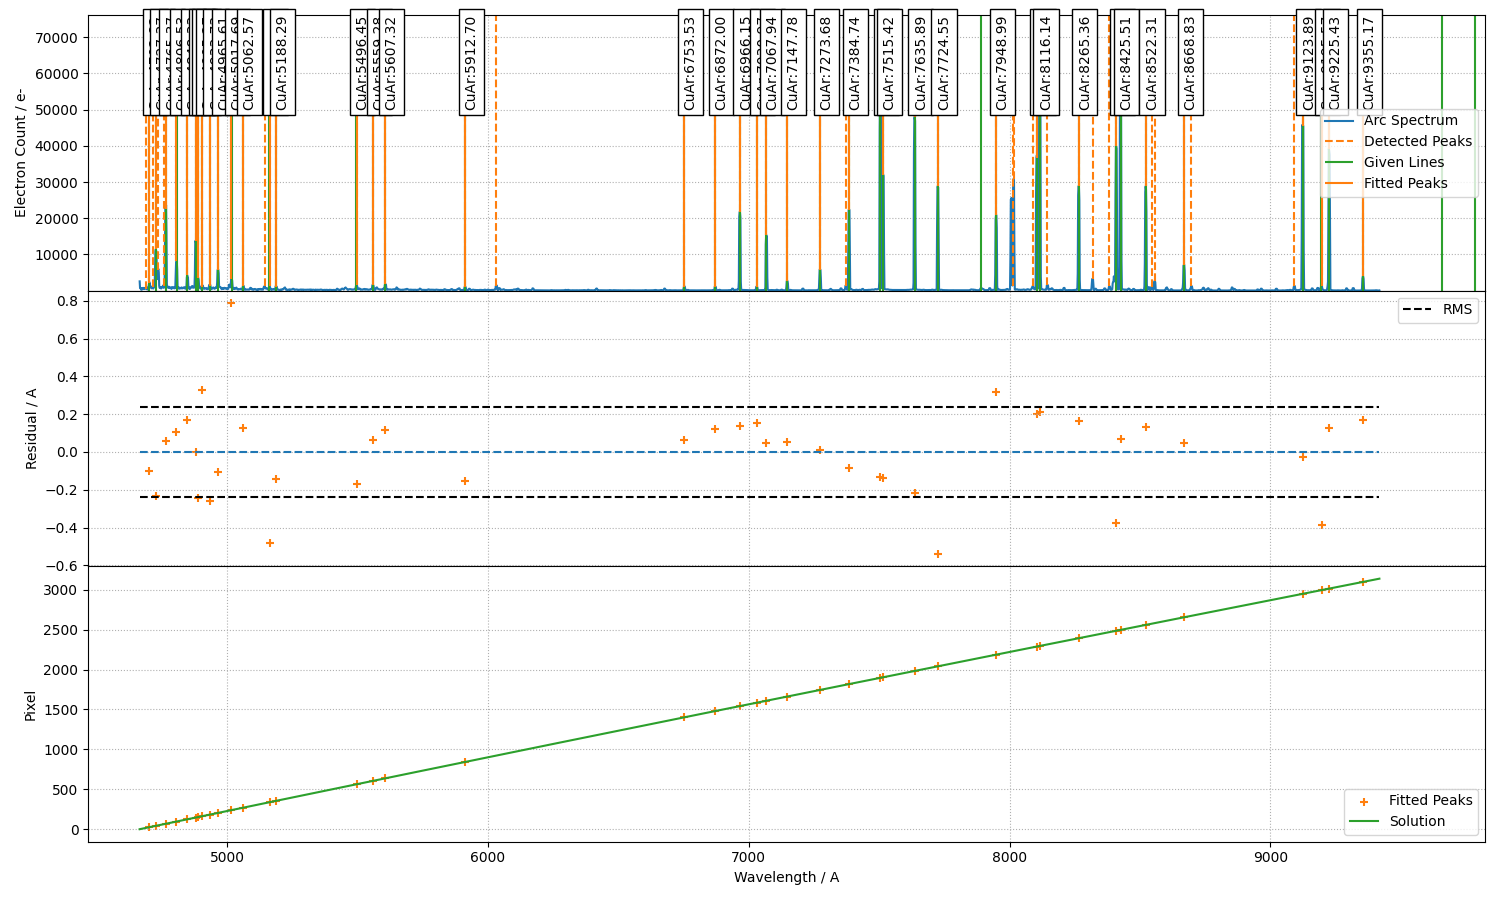 70000
60000
50000
40000
30000
20000
10000
Electron Count / e-
CuAr:4965.61
CuAr:5062.57
CuAr:5188.29
CuAr:5496.45
CuAr:5607.32
CuAr:5912.70
CuAr:6753.53
CuAr:6872.00
CuAr:6966.15
CuAr:7067.94
CuAr:7147.78
CuAr:7273.68
CuAr:7384.74
CuAr:7515.42
CuAr:7635.89
CuAr:7724.55
CuAr:7948.99
CuAr:8116.14
CuAr:8265.36
CuAr:8425.51
CuAr:8522.31
CuAr:8668.83
CuAr:9123.89
CuAr:9225.43
CuAr:9355.17
Arc Spectrum
Detected Peaks
Given Lines
Fitted Peaks
0.8
0.6
0.4
0.2
0.0
−0.2
−0.4
−0.6
Residual / A
RMS
3000
2500
2000
1500
1000
500
0
Pixel
Fitted Peaks
Solution
5000
6000
7000
8000
9000
Wavelength / A